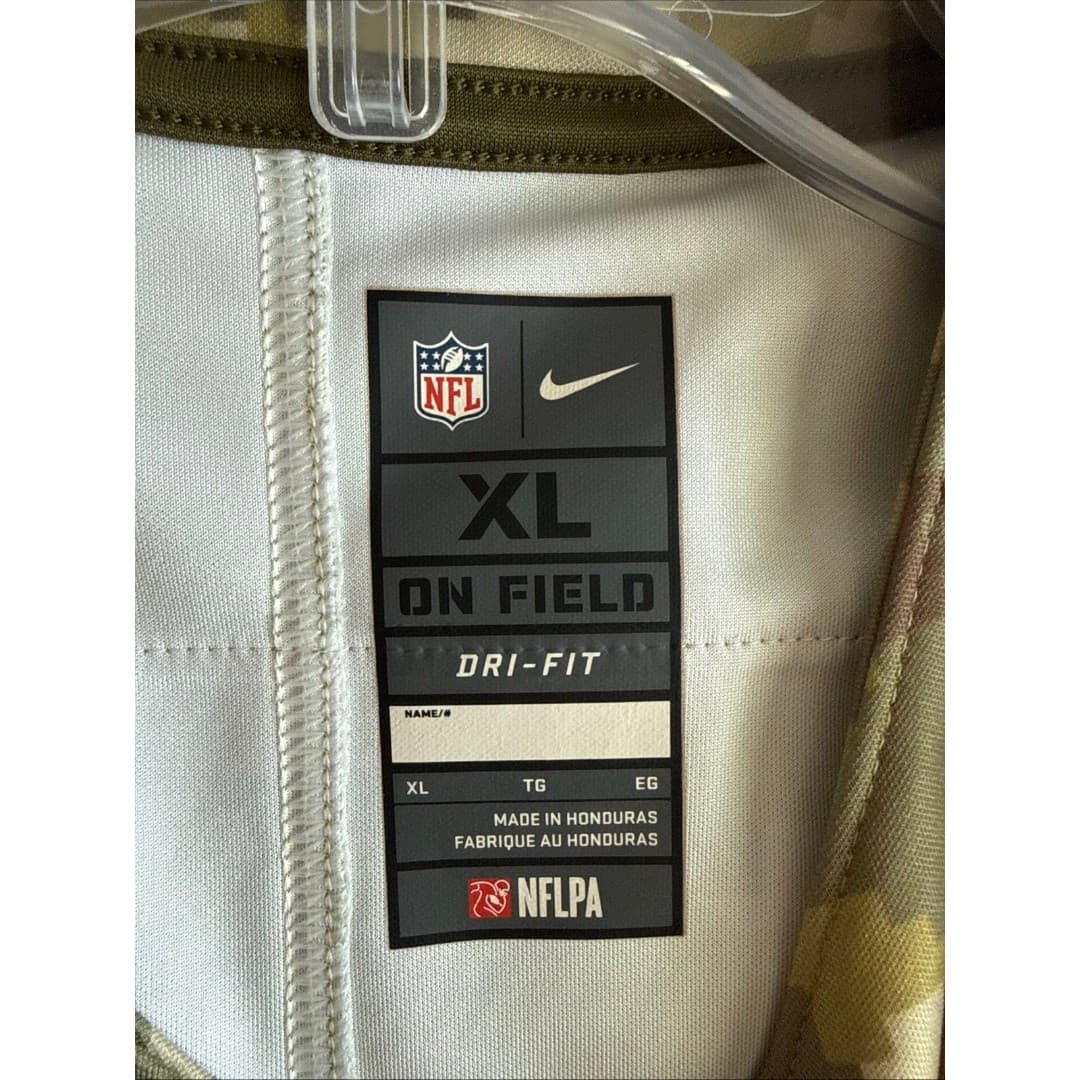 NFL
XL
ON FIELD
DRI-FIT
NAME/#
XL TG EG
MADE IN HONDURAS
FABRIQUE AU HONDURAS
NFLPA